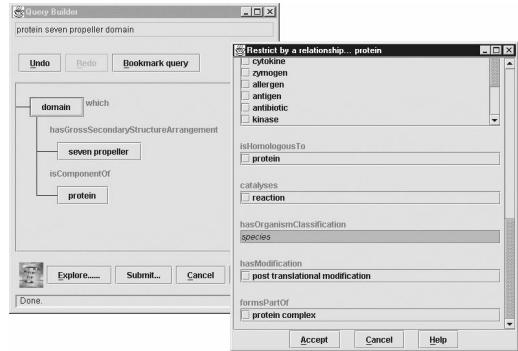 Query Builder
protein seven propeller domain
Undo
Redo
Bookmark query
domain
which
hasGrossSecondaryStructureArrangement
seven propeller
isComponentOf
protein
Explore......
Submit...
Cancel
Done.
Restrict by a relationship... protein
cytokine
zymogen
allergen
antigen
antibiotic
kinase
isHomologousTo
protein
catalyses
reaction
hasOrganismClassification
species
hasModification
post translational modification
formsPartOf
protein complex
Accept
Cancel
Help